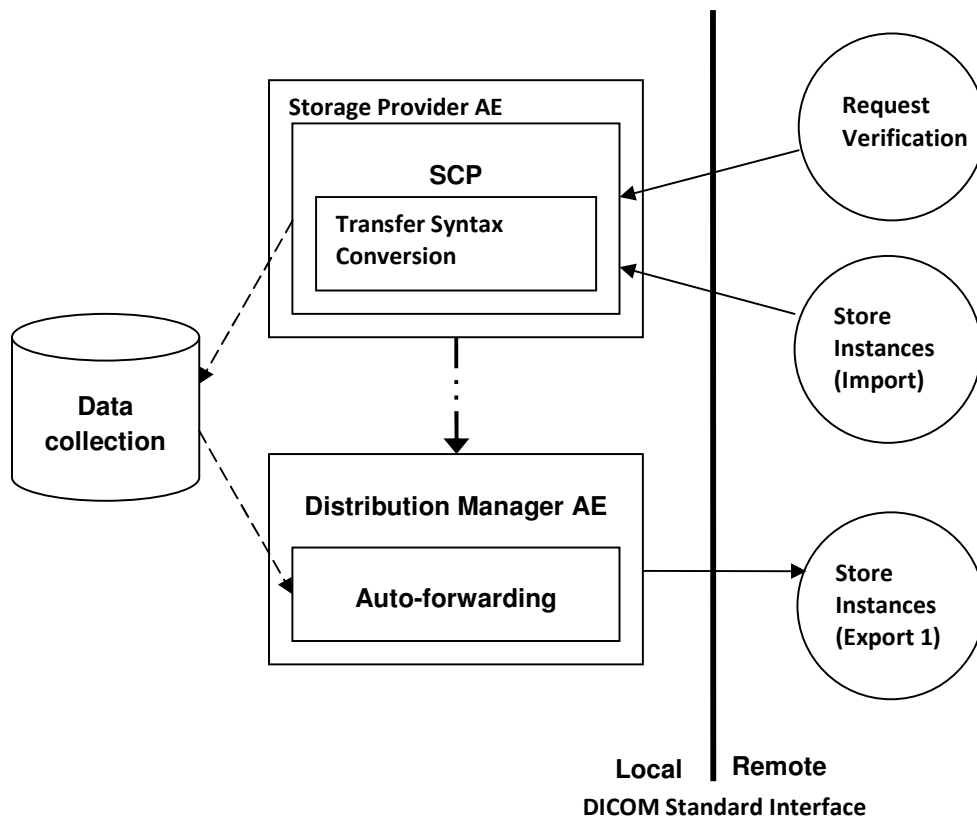 Storage Provider AE
SCP
Transfer Syntax
Conversion
Request
Verification
Store
Instances
(Import)
Data
collection
Distribution Manager AE
Auto-forwarding
Store
Instances
(Export 1)
Local
Remote
DICOM Standard Interface